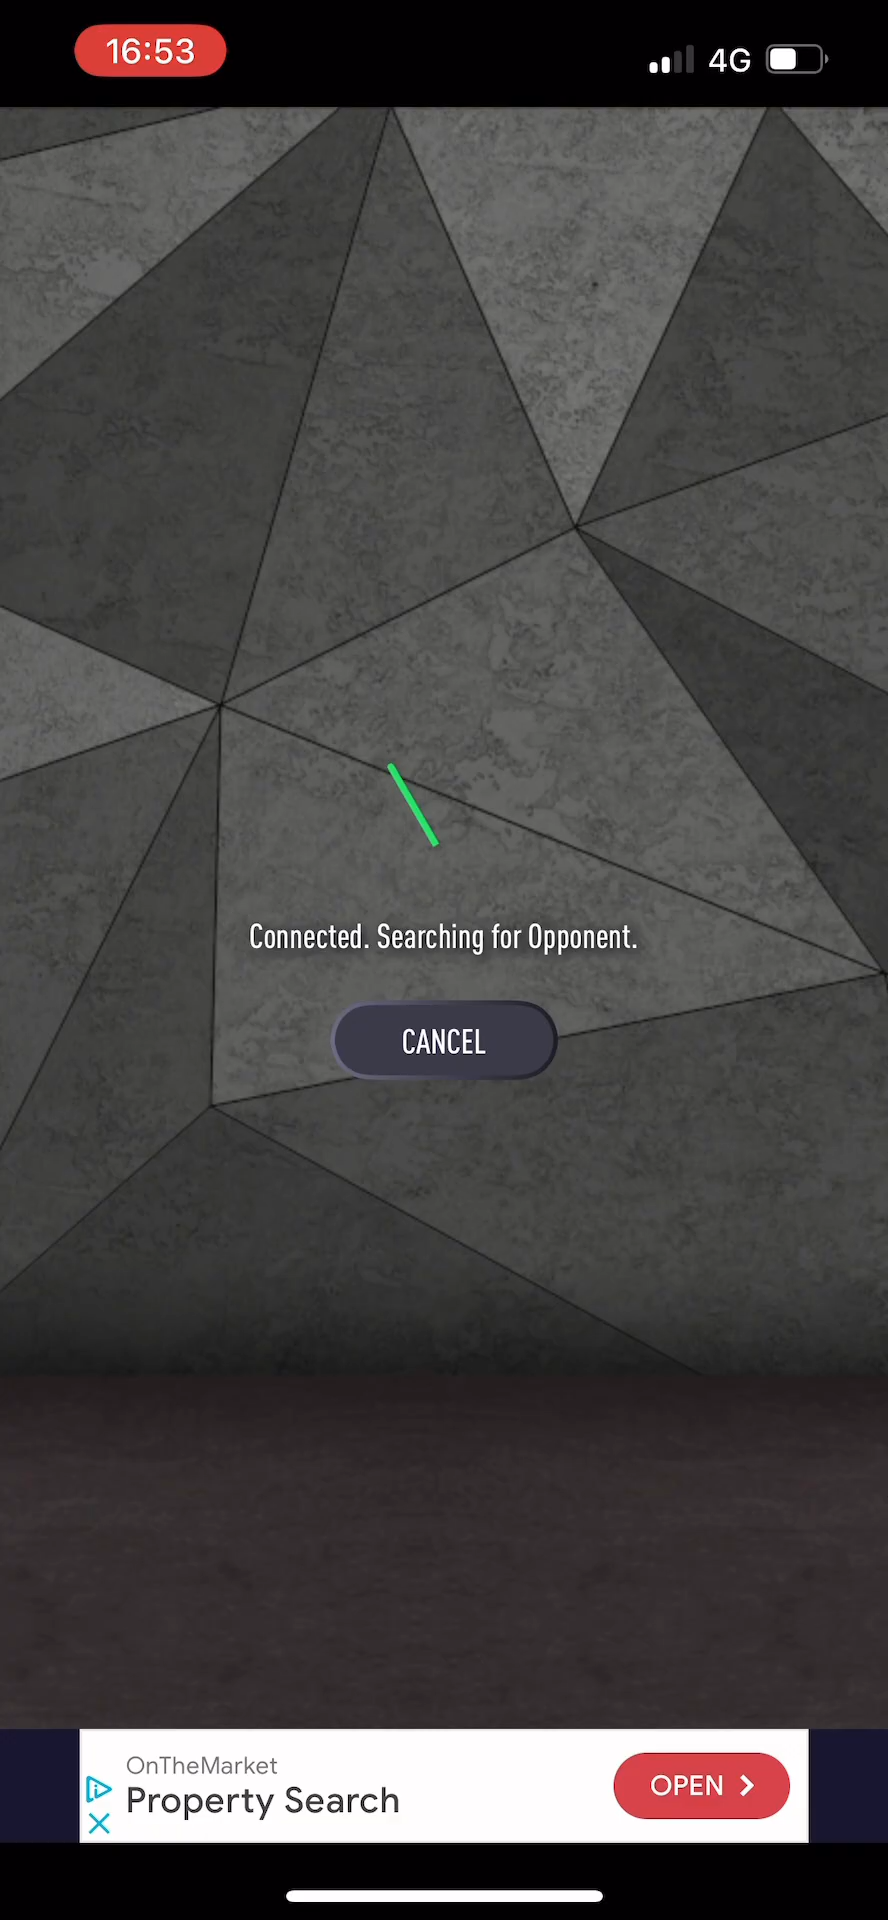 16:53
4G
Connected. Searching for Opponent.
CANCEL
OnTheMarket
Property Search
OPEN